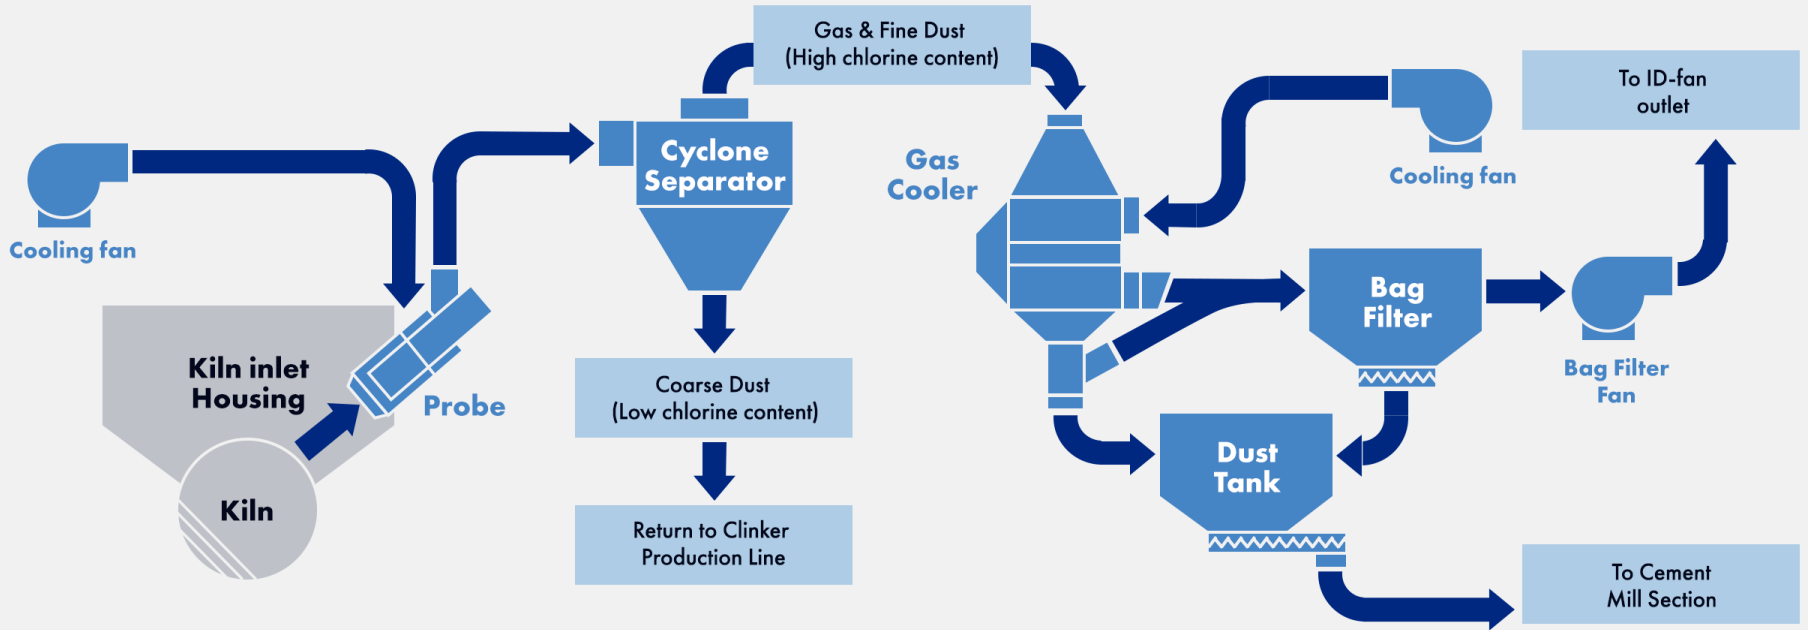 Gas & Fine Dust
(High chlorine content)
To ID-fan
outlet
Cyclone
Separator
Gas
Cooler
Cooling fan
Cooling fan
Bag
Filter
Kiln inlet
Housing
Probe
Coarse Dust
(Low chlorine content)
Bag Filter
Fan
Dust
Tank
Kiln
Return to Clinker
Production Line
To Cement
Mill Section